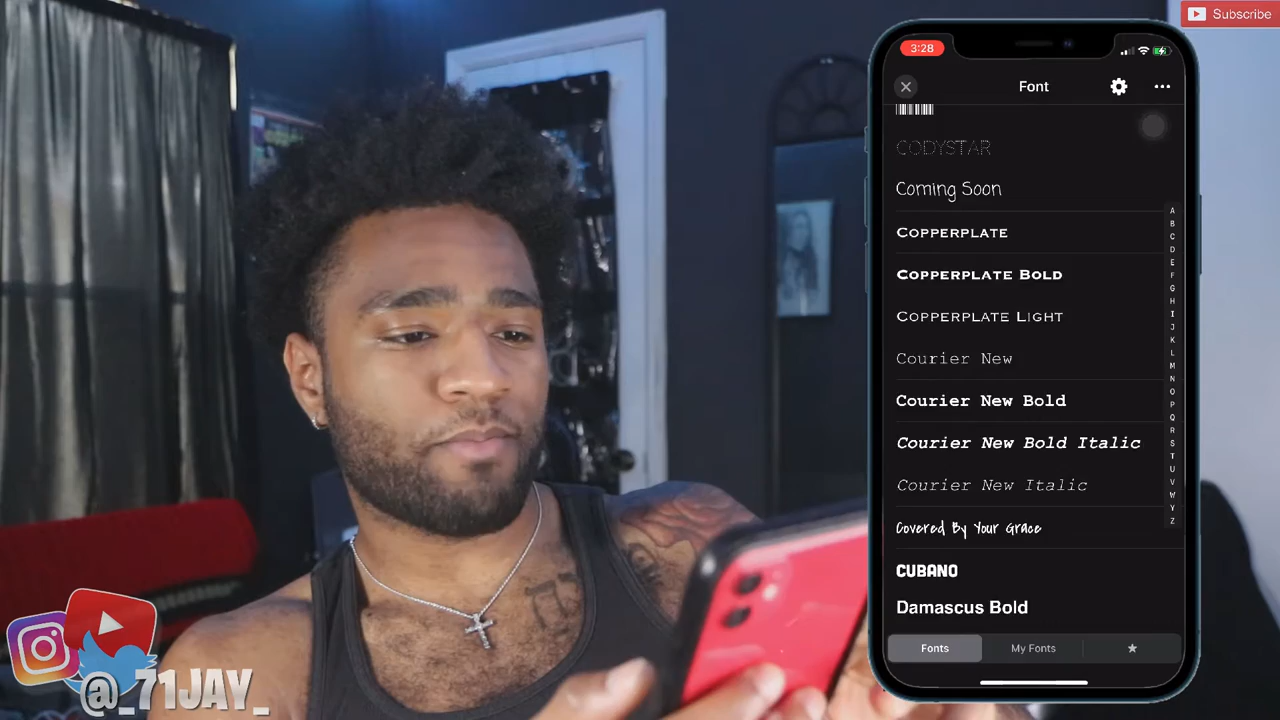 Subscribe
3:28
Font
CODYSTAR
Coming Soon
COPPERPLATE
COPPERPLATE BOLD
COPPERPLATE LIGHT
Courier New
Courier New Bold
Courier New Bold Italic
Courier New Italic
Covered By Your Grace
CUBANO
Damascus Bold
A
B
C
D
E
F
G
H
I
J
K
L
M
N
O
P
Q
R
S
T
U
V
W
Y
Z
Fonts
My Fonts
@_71JAY_